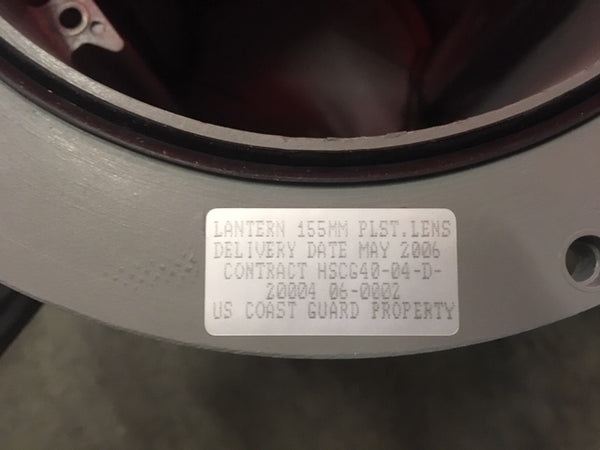 LANTERN 155MM PLST.LENS
DELIVERY DATE MAY 2006
CONTRACT HSCG40-04-D-
20004 06-0002
US COAST GUARD PROPERTY